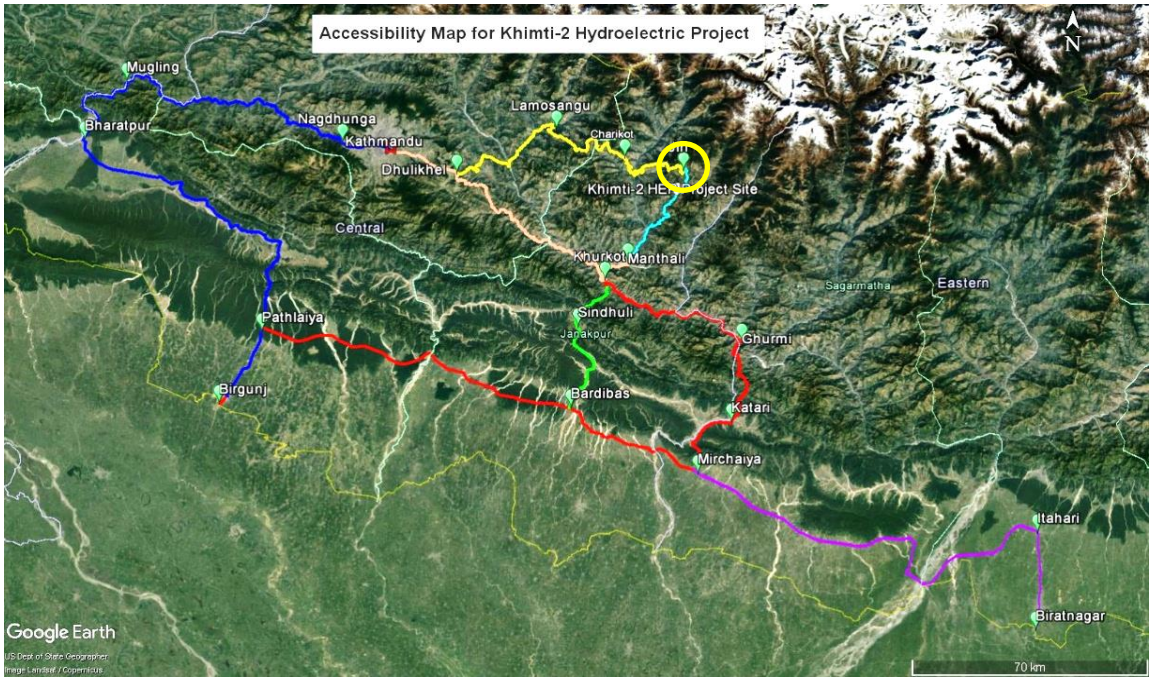 Accessibility Map for Khimti-2 Hydroelectric Project
N
Mugling
Lamosangu
Nagdhunga
Bharatpur
Charikot
Kathmandu
Dhulikhel
Khimti-2 HEP Project Site
Central
Khurkot
Manthali
Sagarmatha
Eastern
Sindhuli
Pathlaiya
Janakpur
Ghurmi
Birgunj
Bardibas
Katari
Mirchaiya
Itahari
Biratnagar
Google Earth
US Dept of State Geographer
Image Landsat / Copernicus
70 km